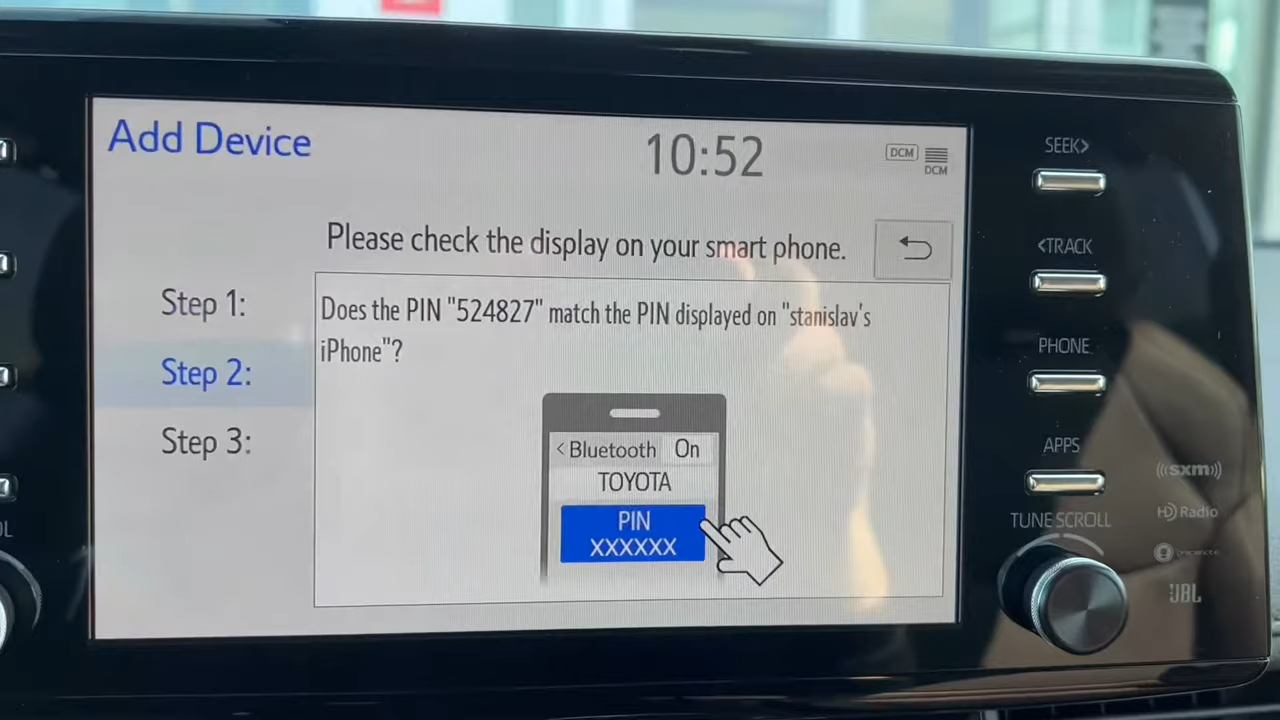 Add Device
10:52
DCM
DCM
Please check the display on your smart phone.
Step 1:
Step 2:
Step 3:
Does the PIN "524827" match the PIN displayed on "stanislav's
iPhone"?
< Bluetooth On
TOYOTA
PIN
XXXXXX
SEEK>
<TRACK
PHONE
APPS
TUNE SCROLL
((sxm))
HD Radio
JBL